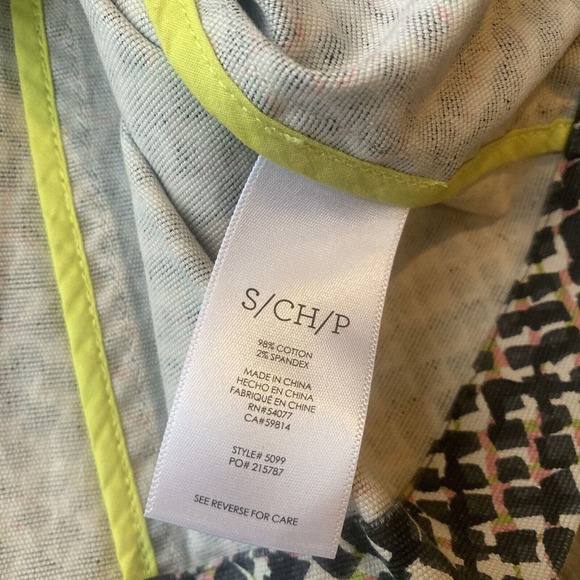 S/CH/P
98% COTTON
2% SPANDEX
MADE IN CHINA
HECHO EN CHINA
FABRIQUÉ EN CHINE
RN#54077
CA#59814
STYLE# 5099
PO# 215787
SEE REVERSE FOR CARE